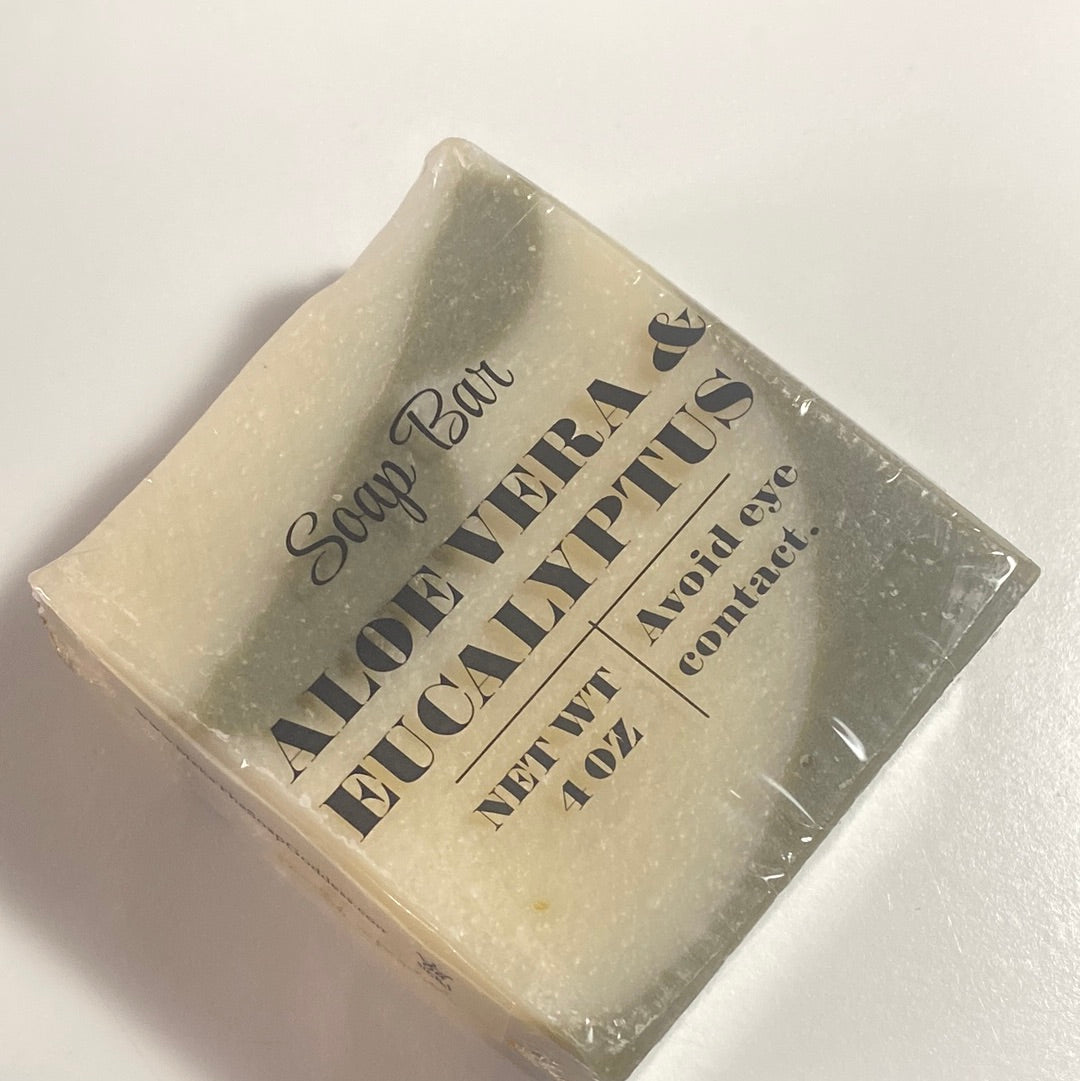 Soap Bar
ALOE VERA &
EUCALYPTUS
Avoid eye
contact.
NET WT
4 OZ